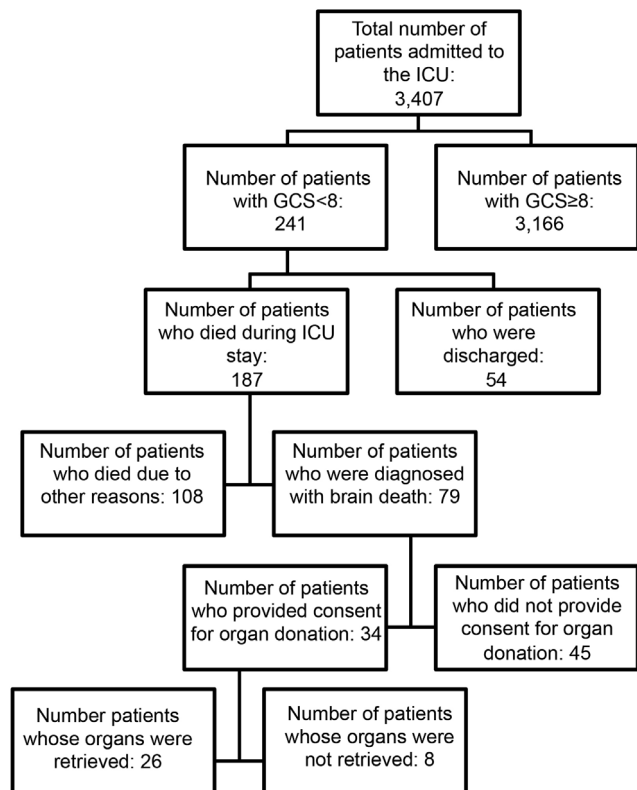 Total number of
patients admitted to
the ICU:
3,407
Number of patients
with GCS<8:
241
Number of patients
with GCS≥8:
3,166
Number of patients
who died during ICU
stay:
187
Number of patients
who were
discharged:
54
Number of patients
who died due to
other reasons: 108
Number of patients
who were diagnosed
with brain death: 79
Number of patients
who provided consent
for organ donation: 34
Number of patients
who did not provide
consent for organ
donation: 45
Number patients
whose organs were
retrieved: 26
Number of patients
whose organs were
not retrieved: 8